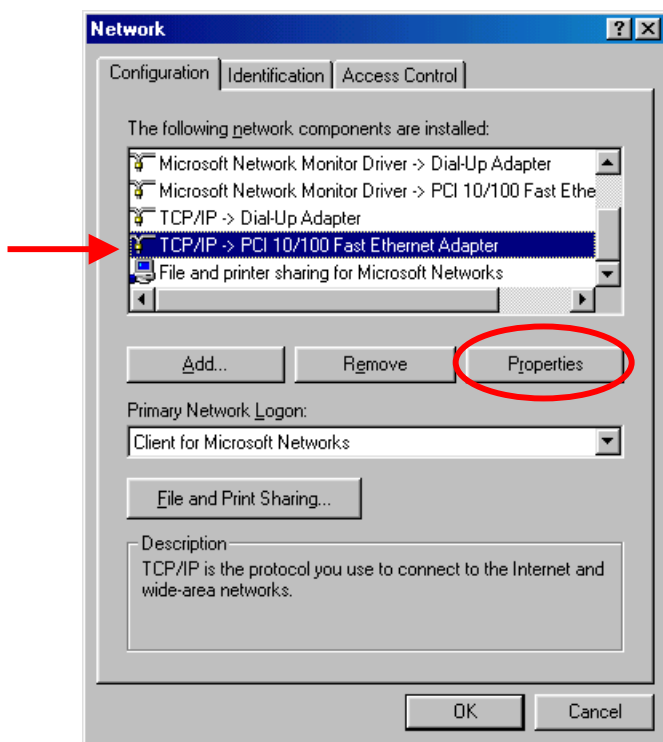 Network
Configuration Identification Access Control
The following network components are installed:
Microsoft Network Monitor Driver -> Dial-Up Adapter
Microsoft Network Monitor Driver -> PCI 10/100 Fast Ethe
TCP/IP -> Dial-Up Adapter
TCP/IP -> PCI 10/100 Fast Ethernet Adapter
File and printer sharing for Microsoft Networks
Add... Remove Properties
Primary Network Logon:
Client for Microsoft Networks
File and Print Sharing...
Description
TCP/IP is the protocol you use to connect to the Internet and
wide-area networks.
OK Cancel